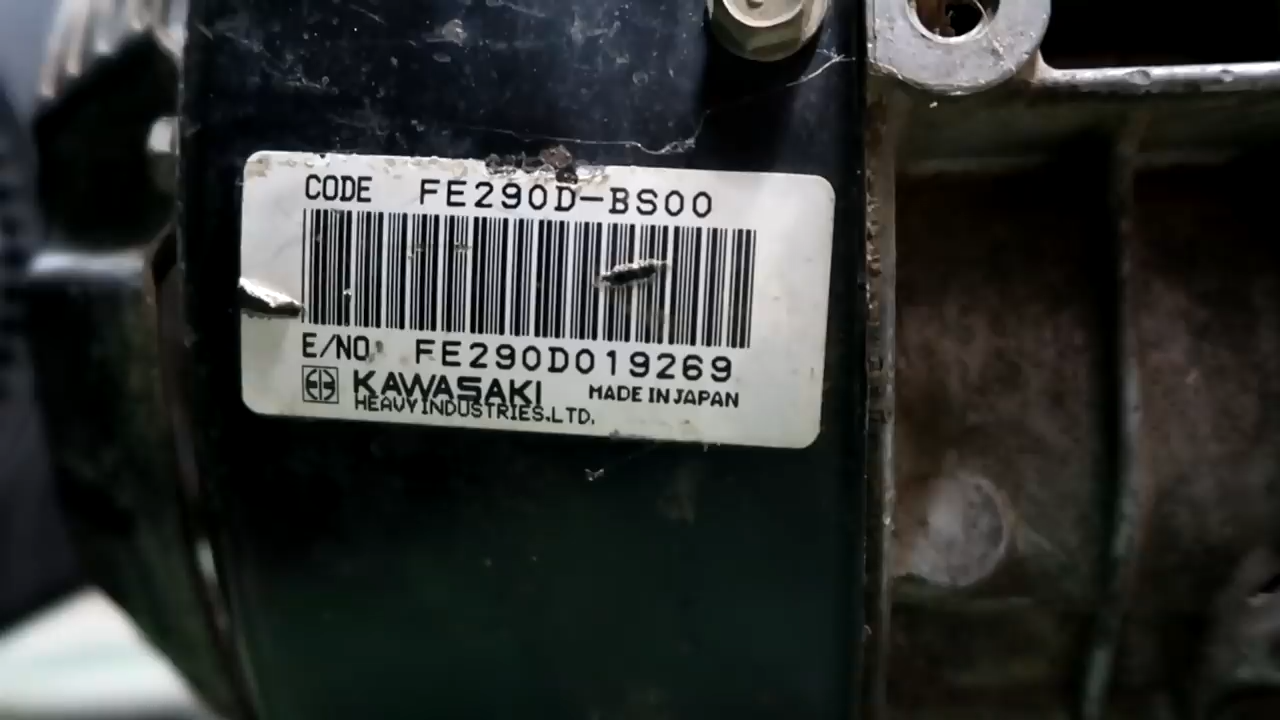 CODE FE290D-BS00
E/NO. FE290D019269
KAWASAKI MADE IN JAPAN
HEAVY INDUSTRIES,LTD.